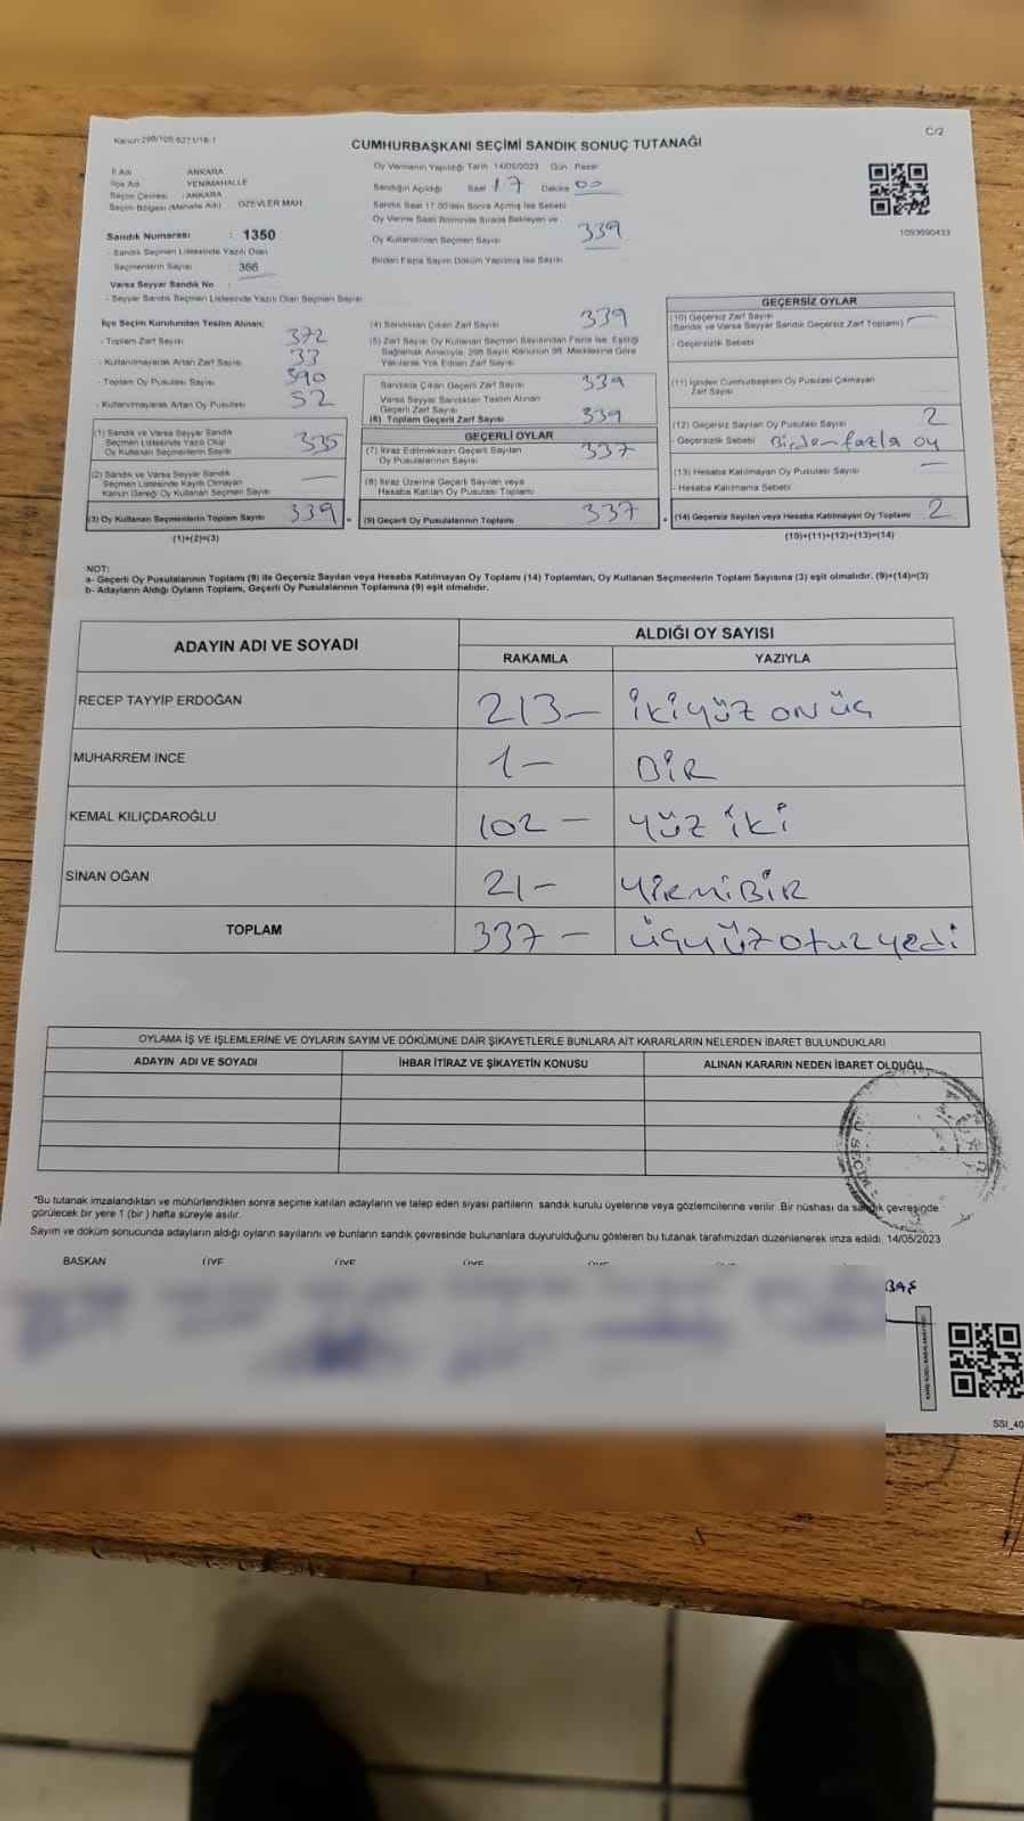 Kanun:298/105 6271/18-1
C/2
CUMHURBAŞKANI SEÇİMİ SANDIK SONUÇ TUTANAĞI
İl Adı : ANKARA
İlçe Adı : YENİMAHALLE
Seçim Çevresi : ANKARA
Seçim Bölgesi (Mahalle Adı) : ÖZEVLER MAH
Sandık Numarası : 1350
- Sandık Seçmen Listesinde Yazılı Olan
Seçmenlerin Sayısı : 366
Varsa Seyyar Sandık No :
- Seyyar Sandık Seçmen Listesinde Yazılı Olan Seçmen Sayısı
Oy Vermenin Yapıldığı Tarih 14/05/2023 Gün Pazar
Sandığın Açıldığı Saat 17 Dakika 00
Sandık Saat 17.00'den Sonra Açılmış İse Sebebi
Oy Verme Saati Bitiminde Sırada Bekleyen ve
Oy Kullandırılan Seçmen Sayısı 339
Birden Fazla Sayım Döküm Yapılmış İse Sayısı
1093690433
İlçe Seçim Kurulundan Teslim Alınan;
- Toplam Zarf Sayısı 372
- Kullanılmayarak Artan Zarf Sayısı 33
- Toplam Oy Pusulası Sayısı 390
- Kullanılmayarak Artan Oy Pusulası 52
(1) Sandık ve Varsa Seyyar Sandık
Seçmen Listesinde Yazılı Olup
Oy Kullanan Seçmenlerin Sayısı 335
(2) Sandık ve Varsa Seyyar Sandık
Seçmen Listesinde Kayıtlı Olmayan
Kanun Gereği Oy Kullanan Seçmen Sayısı —
(3) Oy Kullanan Seçmenlerin Toplam Sayısı 339
(1)+(2)=(3)
(4) Sandıktan Çıkan Zarf Sayısı 339
(5) Zarf Sayısı Oy Kullanan Seçmen Sayısından Fazla İse, Eşitliği
Sağlamak Amacıyla, 298 Sayılı Kanunun 98. Maddesine Göre
Yakılarak Yok Edilen Zarf Sayısı
Sandıkta Çıkan Geçerli Zarf Sayısı 339
Varsa Seyyar Sandıktan Teslim Alınan
Geçerli Zarf Sayısı
(6) Toplam Geçerli Zarf Sayısı 339
GEÇERLİ OYLAR
(7) İtiraz Edilmeksizin Geçerli Sayılan
Oy Pusulalarının Sayısı 337
(8) İtiraz Üzerine Geçerli Sayılan veya
Hesaba Katılan Oy Pusulası Toplamı
= (9) Geçerli Oy Pusulalarının Toplamı 337
GEÇERSİZ OYLAR
(10) Geçersiz Zarf Sayısı
(Sandık ve Varsa Seyyar Sandık Geçersiz Zarf Toplamı) —
- Geçersizlik Sebebi
(11) İçinden Cumhurbaşkanı Oy Pusulası Çıkmayan
Zarf Sayısı
(12) Geçersiz Sayılan Oy Pusulası Sayısı 2
- Geçersizlik Sebebi Birden fazla oy
(13) Hesaba Katılmayan Oy Pusulası Sayısı —
- Hesaba Katılmama Sebebi
+ (14) Geçersiz Sayılan veya Hesaba Katılmayan Oy Toplamı 2
(10)+(11)+(12)+(13)=(14)
NOT:
a- Geçerli Oy Pusulalarının Toplamı (9) ile Geçersiz Sayılan veya Hesaba Katılmayan Oy Toplamı (14) Toplamları, Oy Kullanan Seçmenlerin Toplam Sayısına (3) eşit olmalıdır. (9)+(14)=(3)
b- Adayların Aldığı Oyların Toplamı, Geçerli Oy Pusulalarının Toplamına (9) eşit olmalıdır.
ADAYIN ADI VE SOYADI
ALDIĞI OY SAYISI
RAKAMLA YAZIYLA
RECEP TAYYİP ERDOĞAN 213— ikiyüz on üç
MUHARREM İNCE 1— BİR
KEMAL KILIÇDAROĞLU 102— yüz iki
SİNAN OĞAN 21— YİRMİBİR
TOPLAM 337— üçyüzotuzyedi
OYLAMA İŞ VE İŞLEMLERİNE VE OYLARIN SAYIM VE DÖKÜMÜNE DAİR ŞİKAYETLERLE BUNLARA AİT KARARLARIN NELERDEN İBARET BULUNDUKLARI
ADAYIN ADI VE SOYADI İHBAR İTİRAZ VE ŞİKAYETİN KONUSU ALINAN KARARIN NEDEN İBARET OLDUĞU
*Bu tutanak imzalandıktan ve mühürlendikten sonra seçime katılan adayların ve talep eden siyasi partilerin, sandık kurulu üyelerine veya gözlemcilerine verilir. Bir nüshası da sandık çevresinde
görülecek bir yere 1 (bir ) hafta süreyle asılır.
Sayım ve döküm sonucunda adayların aldığı oyların sayılarını ve bunların sandık çevresinde bulunanlara duyurulduğunu gösteren bu tutanak tarafımızdan düzenlenerek imza edildi. 14/05/2023
BAŞKAN ÜYE ÜYE ÜYE
BAŞ
SSI_40